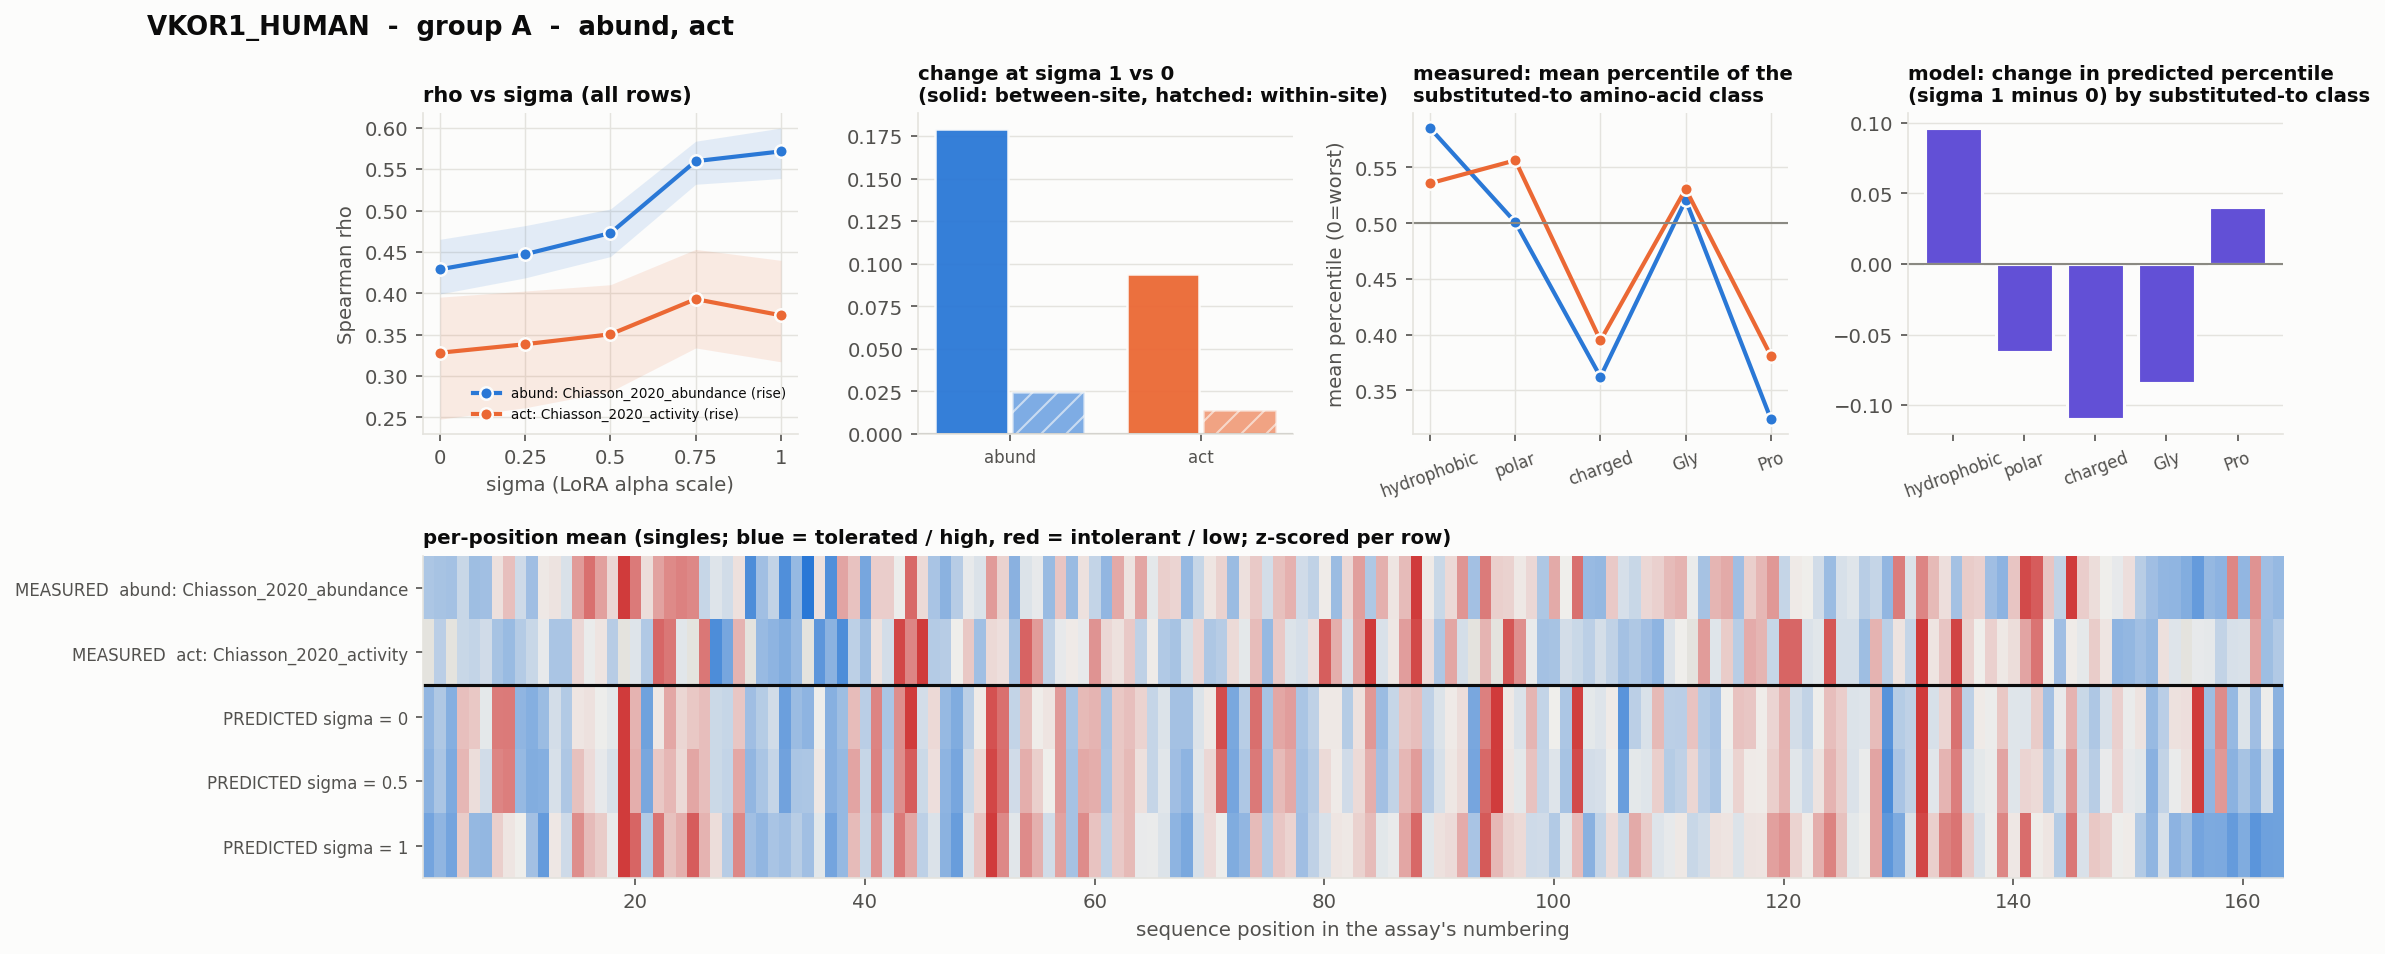 VKOR1_HUMAN - group A - abund, act
rho vs sigma (all rows)
Spearman rho
0.60
0.55
0.50
0.45
0.40
0.35
0.30
0.25
abund: Chiasson_2020_abundance (rise)
act: Chiasson_2020_activity (rise)
0 0.25 0.5 0.75 1
sigma (LoRA alpha scale)
change at sigma 1 vs 0
(solid: between-site, hatched: within-site)
0.175
0.150
0.125
0.100
0.075
0.050
0.025
0.000
abund act
measured: mean percentile of the
substituted-to amino-acid class
mean percentile (0=worst)
0.55
0.50
0.45
0.40
0.35
hydrophobic polar charged Gly Pro
model: change in predicted percentile
(sigma 1 minus 0) by substituted-to class
0.10
0.05
0.00
−0.05
−0.10
hydrophobic polar charged Gly Pro
per-position mean (singles; blue = tolerated / high, red = intolerant / low; z-scored per row)
MEASURED abund: Chiasson_2020_abundance
MEASURED act: Chiasson_2020_activity
PREDICTED sigma = 0
PREDICTED sigma = 0.5
PREDICTED sigma = 1
20 40 60 80 100 120 140 160
sequence position in the assay's numbering